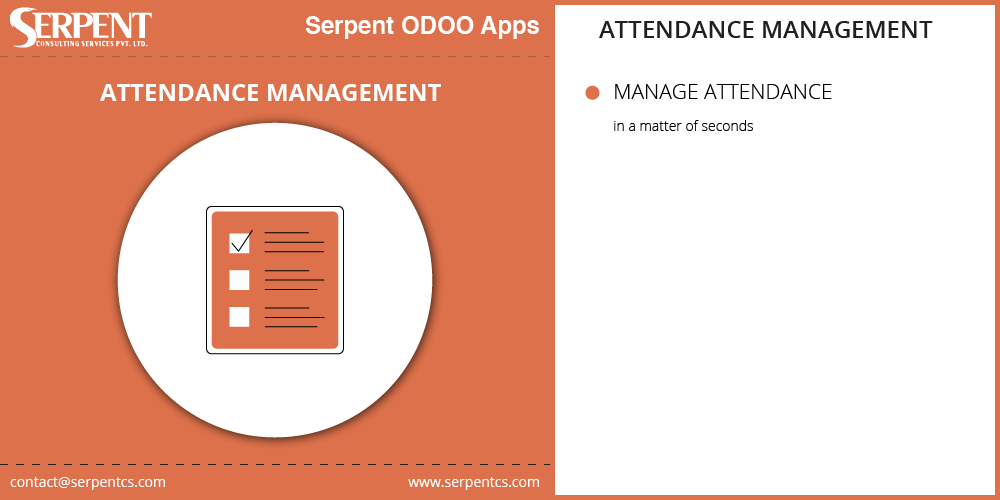 SERPENT
CONSULTING SERVICES PVT. LTD.
Serpent ODOO Apps
ATTENDANCE MANAGEMENT
contact@serpentcs.com
www.serpentcs.com
ATTENDANCE MANAGEMENT
MANAGE ATTENDANCE
in a matter of seconds